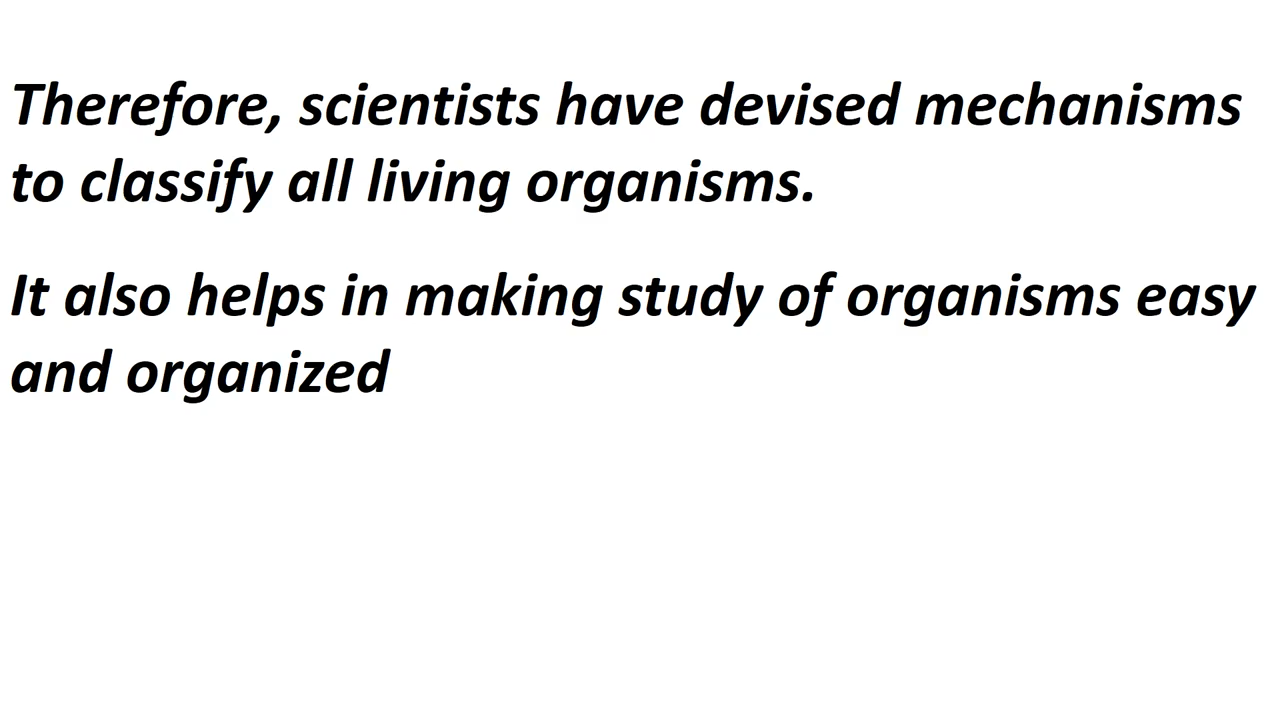 Therefore, scientists have devised mechanisms
to classify all living organisms.
It also helps in making study of organisms easy
and organized